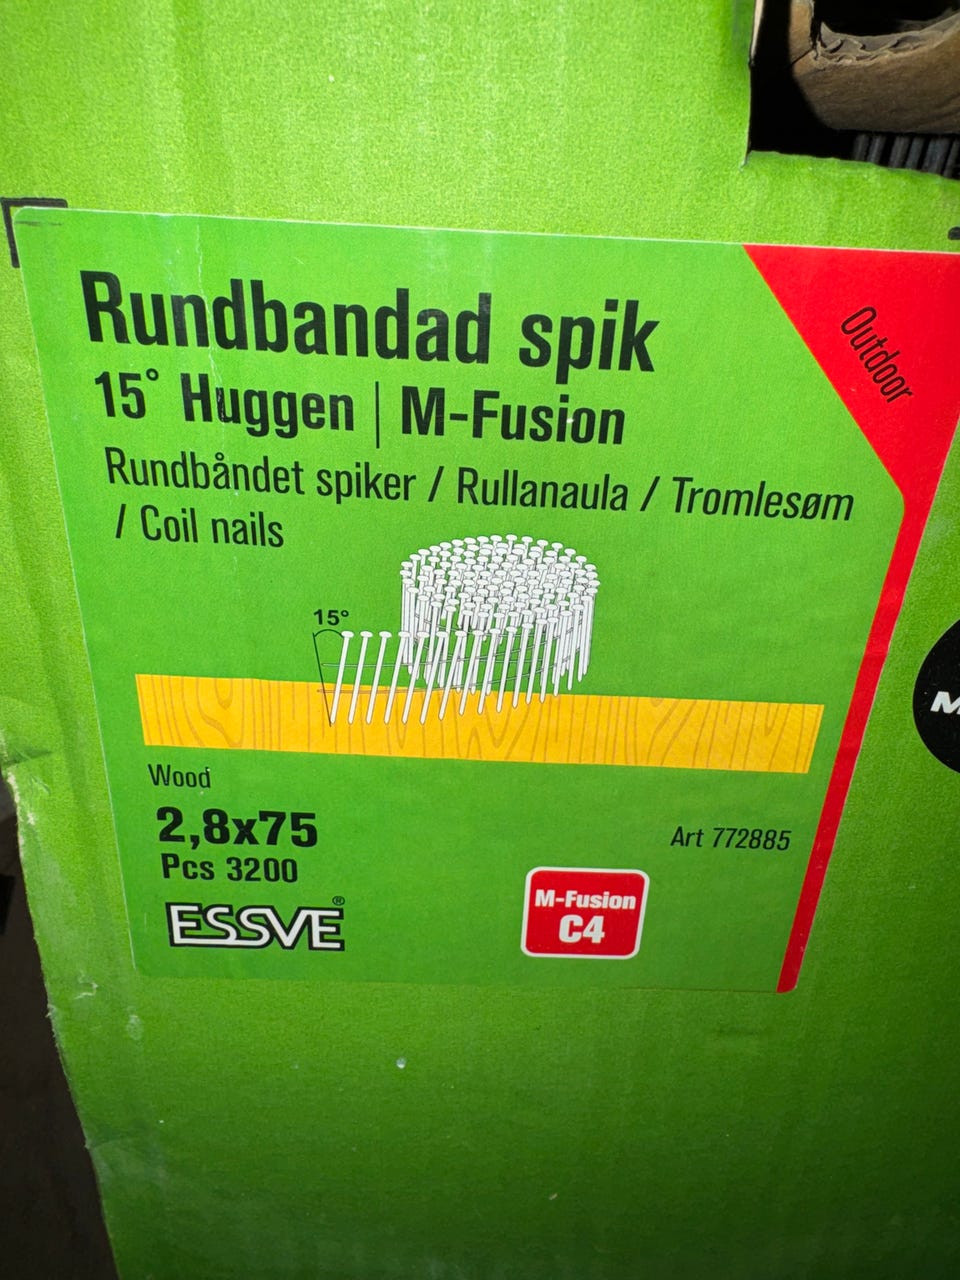 Outdoor
Rundbandad spik
15° Huggen | M-Fusion
Rundbåndet spiker / Rullanaula / Tromlesøm
/ Coil nails
15°
Wood
2,8x75
Pcs 3200
Art 772885
ESSVE®
M-Fusion
C4